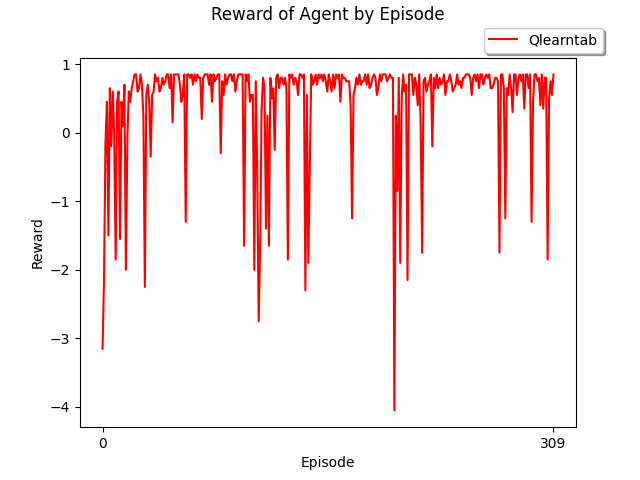 Reward of Agent by Episode
Qlearntab
1
0
−1
−2
−3
−4
Reward
0
309
Episode